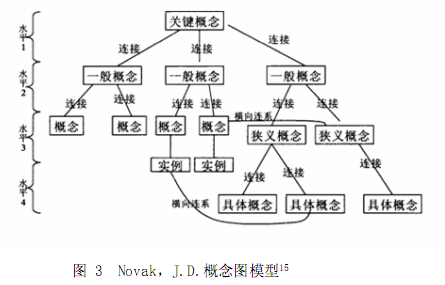 水平1
关键概念
连接 连接 连接
水平2
一般概念 一般概念 一般概念
连接 连接 连接 连接 连接 连接
横向连系
水平3
概念 概念 概念 概念 狭义概念 狭义概念
实例 实例
连接 连接 连接
水平4
横向连系
具体概念 具体概念 具体概念
图 3 Novak, J.D.概念图模型15